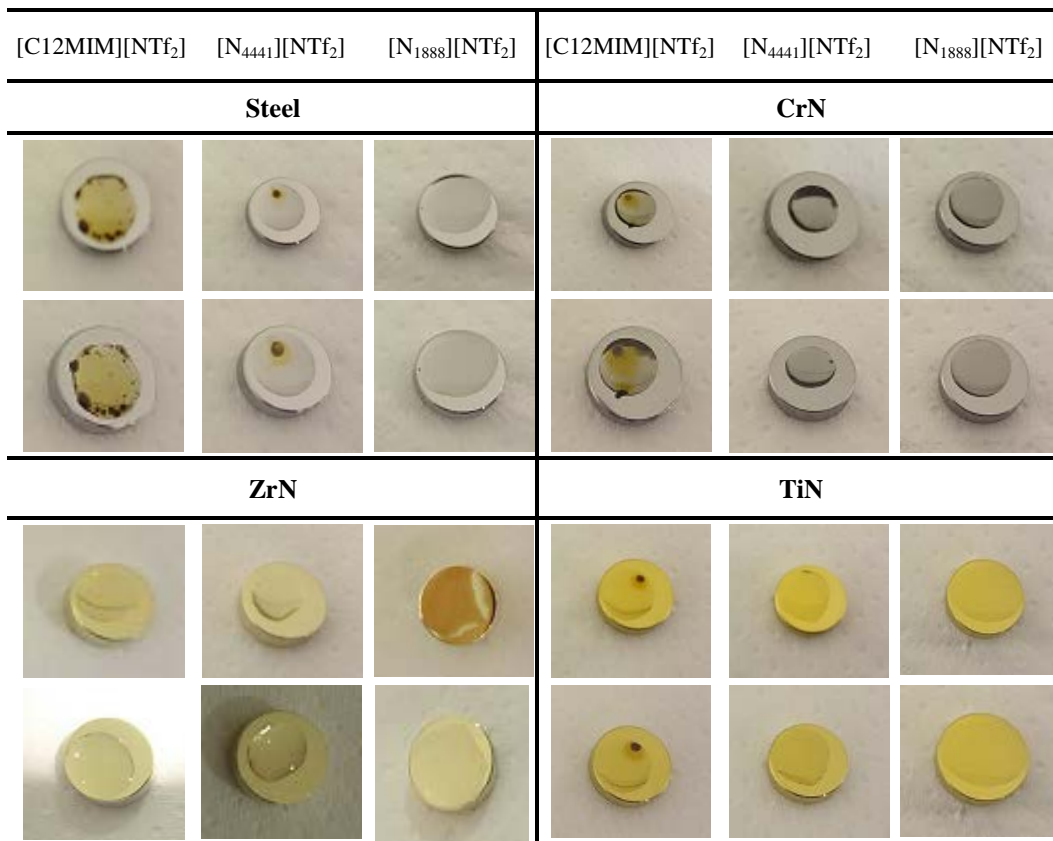 [C12MIM][NTf₂] [N₄₄₄₁][NTf₂] [N₁₈₈₈][NTf₂] [C12MIM][NTf₂] [N₄₄₄₁][NTf₂] [N₁₈₈₈][NTf₂]
Steel CrN
ZrN TiN